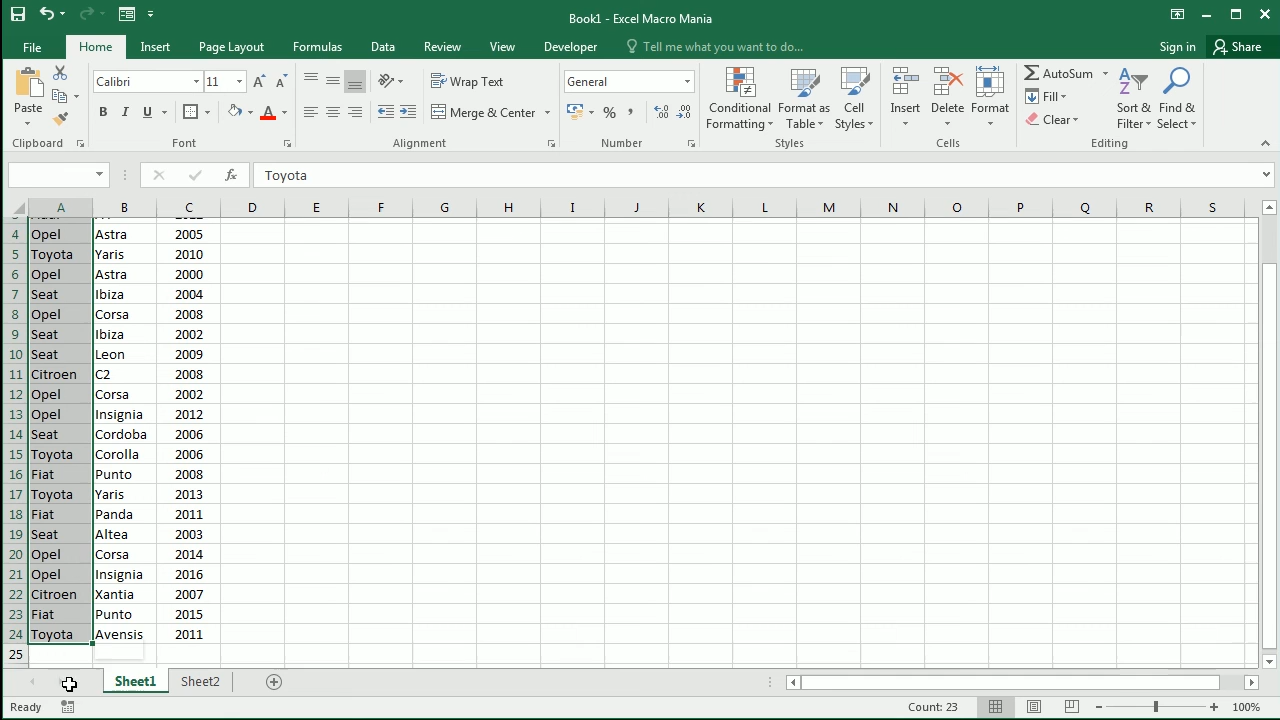 Book1 - Excel Macro Mania
File Home Insert Page Layout Formulas Data Review View Developer Tell me what you want to do... Sign in Share
Calibri 11 Wrap Text General AutoSum
Paste Conditional Format as Cell Insert Delete Format Fill Sort & Find &
B I U A Merge & Center % , Formatting Table Styles Clear Filter Select
Clipboard Font Alignment Number Styles Cells Editing
fx Toyota
A B C D E F G H I J K L M N O P Q R S
4 Opel Astra 2005
5 Toyota Yaris 2010
6 Opel Astra 2000
7 Seat Ibiza 2004
8 Opel Corsa 2008
9 Seat Ibiza 2002
10 Seat Leon 2009
11 Citroen C2 2008
12 Opel Corsa 2002
13 Opel Insignia 2012
14 Seat Cordoba 2006
15 Toyota Corolla 2006
16 Fiat Punto 2008
17 Toyota Yaris 2013
18 Fiat Panda 2011
19 Seat Altea 2003
20 Opel Corsa 2014
21 Opel Insignia 2016
22 Citroen Xantia 2007
23 Fiat Punto 2015
24 Toyota Avensis 2011
25
Sheet1 Sheet2
Ready Count: 23 100%